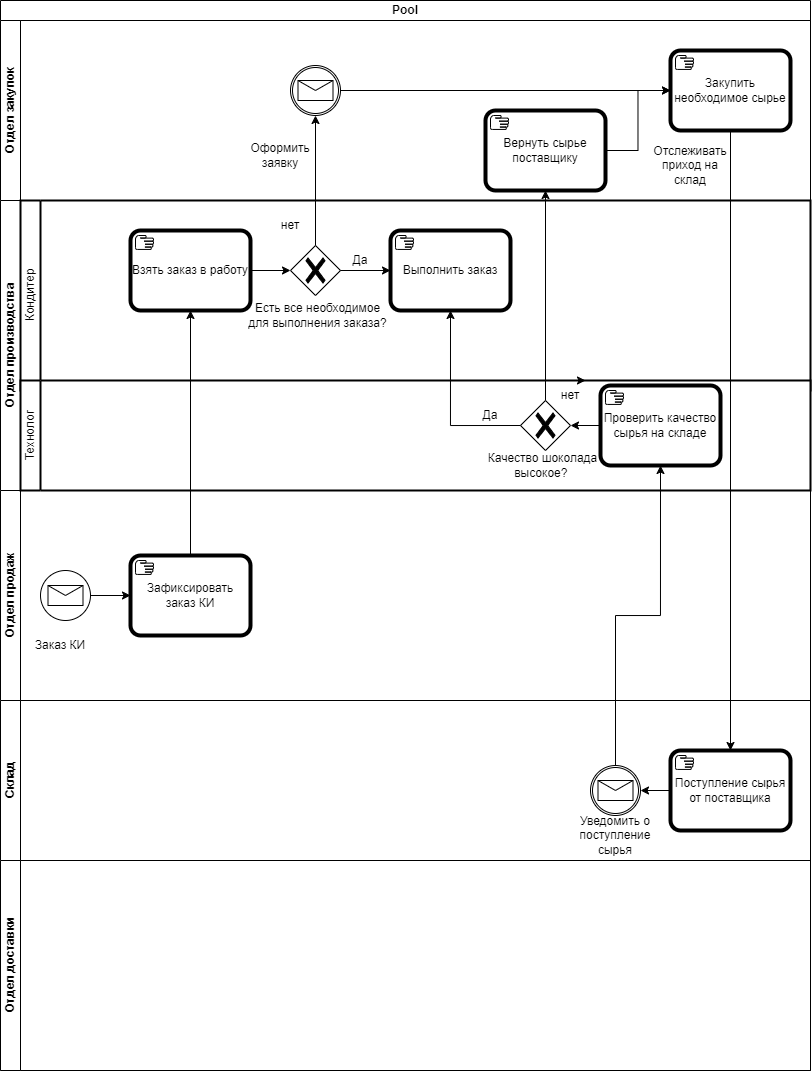 Pool
Отдел закупок
Закупить
необходимое сырье
Оформить
заявку
Вернуть сырье
поставщику
Отслеживать
приход на
склад
Отдел производства
Кондитер
нет
Взять заказ в работу
Да
Выполнить заказ
Есть все необходимое
для выполнения заказа?
Технолог
нет
Да
Проверить качество
сырья на складе
Качество шоколада
высокое?
Отдел продаж
Зафиксировать
заказ КИ
Заказ КИ
Склад
Поступление сырья
от поставщика
Уведомить о
поступление
сырья
Отдел доставки